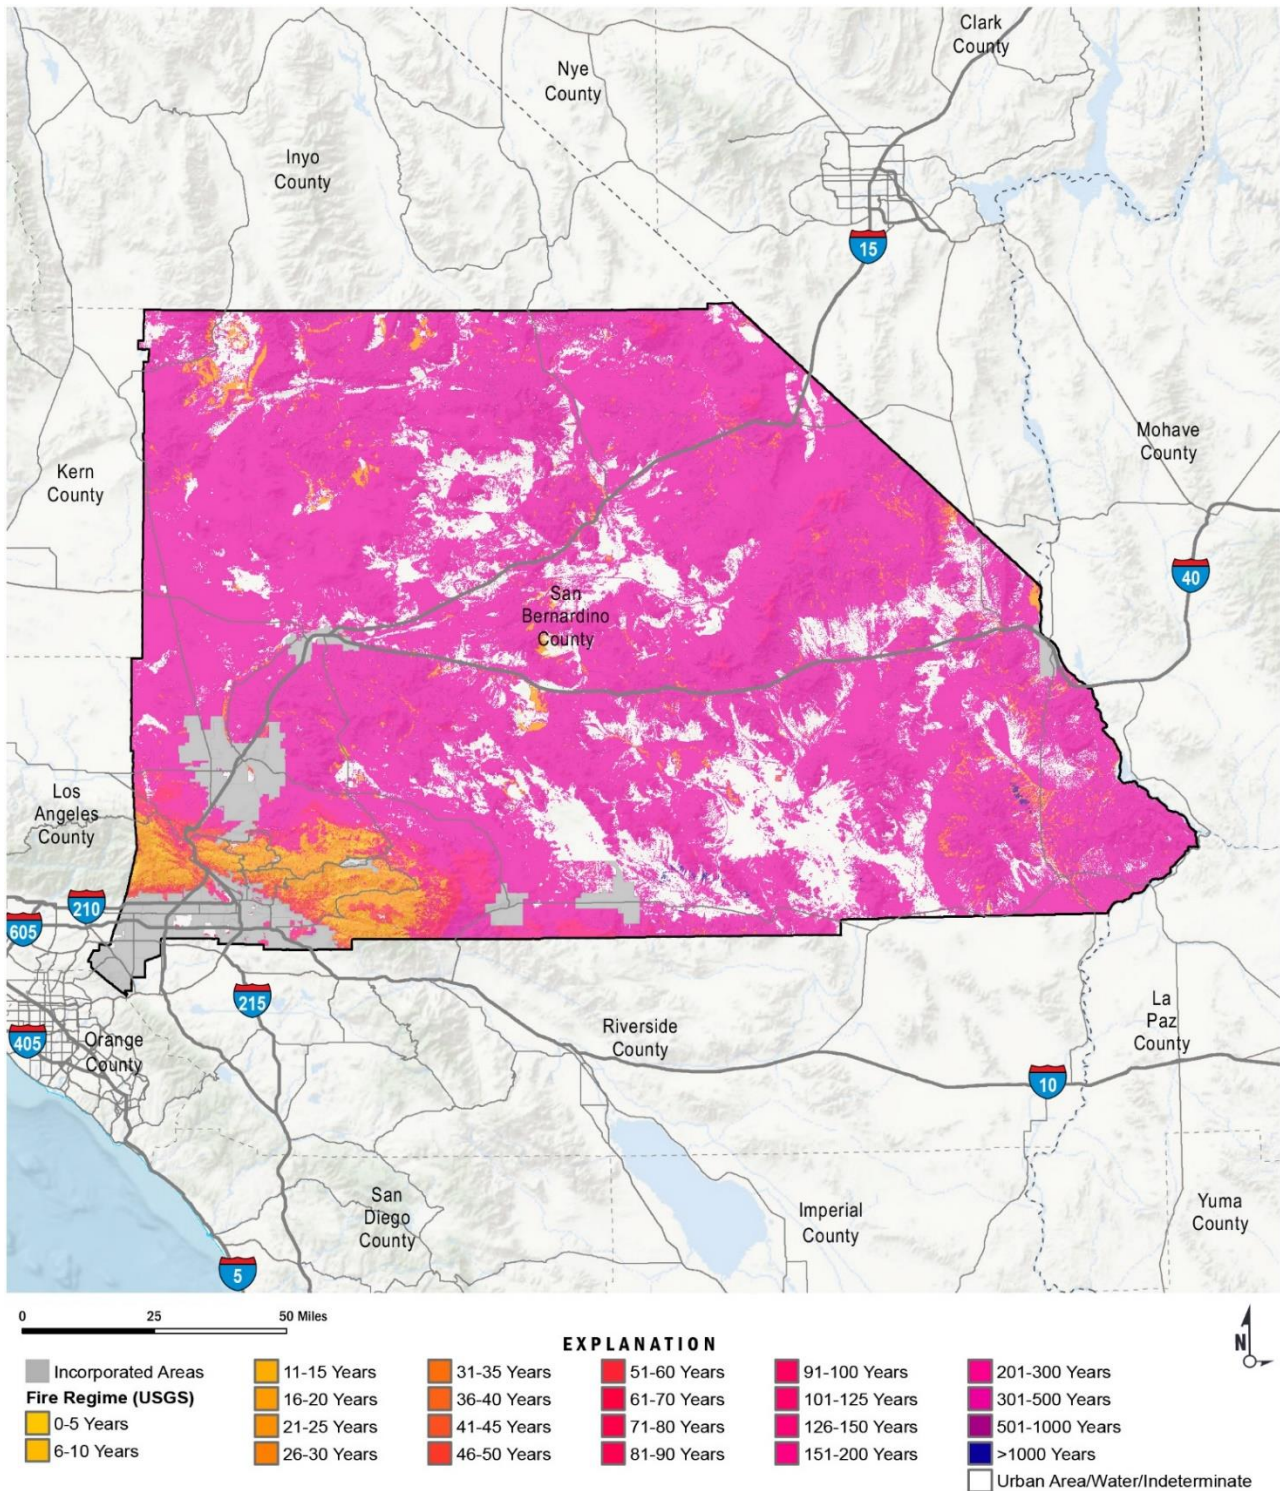 Clark
County
Nye
County
Inyo
County
15
Mohave
County
Kern
County
40
San
Bernardino
County
Los
Angeles
County
210
605
215
La
Paz
County
Riverside
County
405
Orange
County
10
San
Diego
County
Imperial
County
Yuma
County
5
0 25 50 Miles
EXPLANATION
N
Incorporated Areas
Fire Regime (USGS)
0-5 Years
6-10 Years
11-15 Years
16-20 Years
21-25 Years
26-30 Years
31-35 Years
36-40 Years
41-45 Years
46-50 Years
51-60 Years
61-70 Years
71-80 Years
81-90 Years
91-100 Years
101-125 Years
126-150 Years
151-200 Years
201-300 Years
301-500 Years
501-1000 Years
>1000 Years
Urban Area/Water/Indeterminate